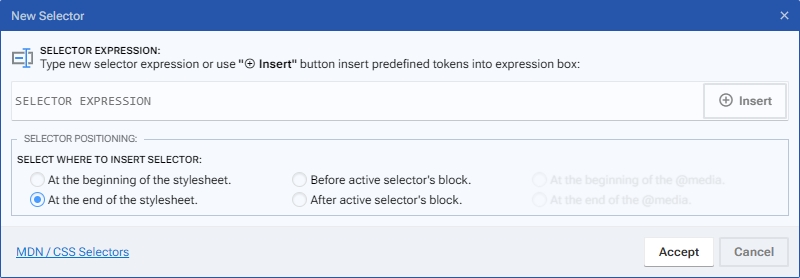 New Selector
SELECTOR EXPRESSION:
Type new selector expression or use "⊕ Insert" button insert predefined tokens into expression box:
SELECTOR EXPRESSION
Insert
SELECTOR POSITIONING:
SELECT WHERE TO INSERT SELECTOR:
At the beginning of the stylesheet. Before active selector's block. At the beginning of the @media.
At the end of the stylesheet. After active selector's block. At the end of the @media.
MDN / CSS Selectors
Accept Cancel